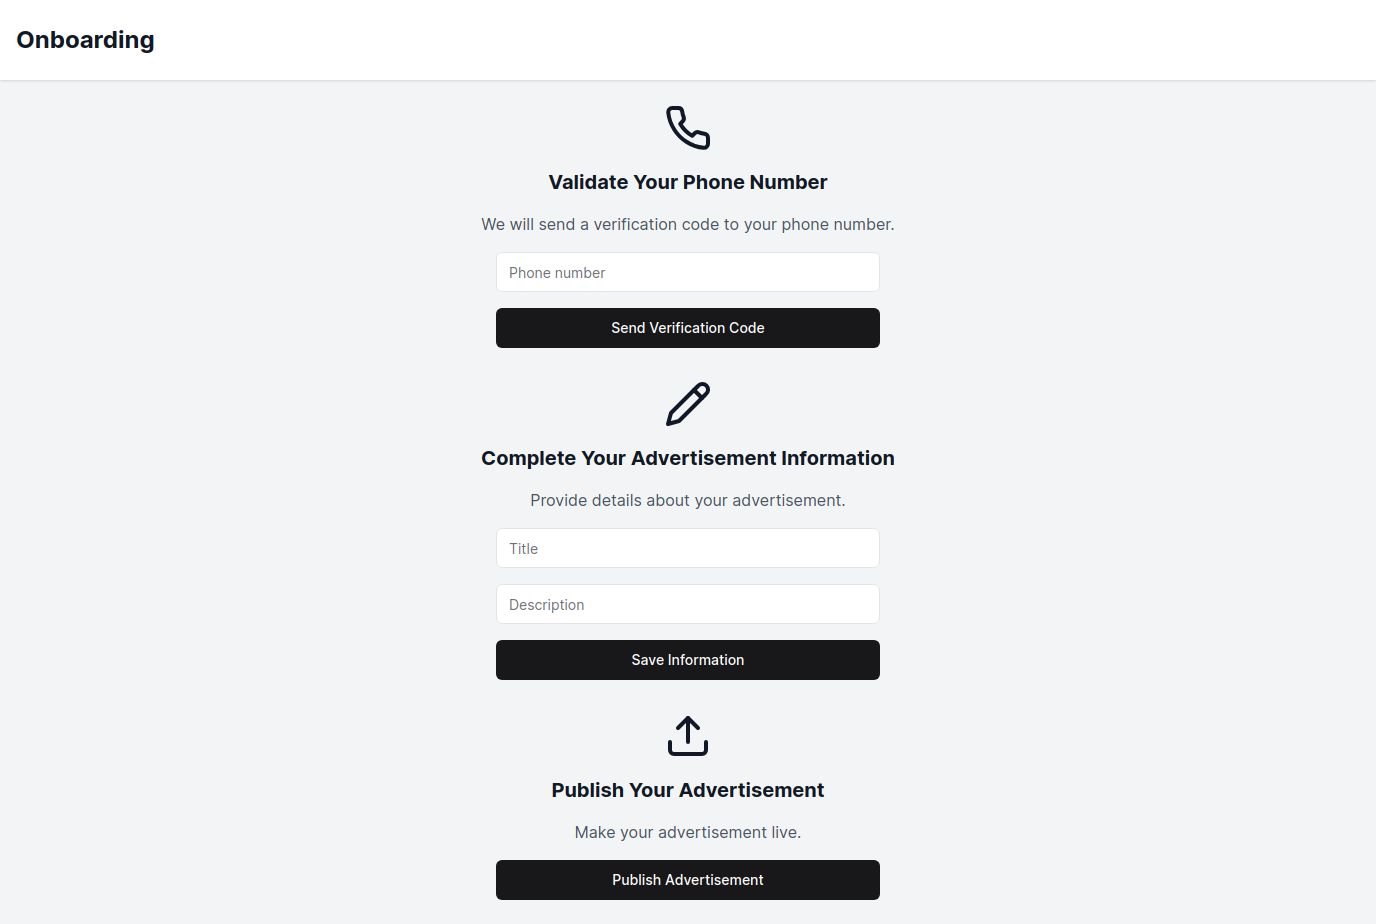 Onboarding
Validate Your Phone Number
We will send a verification code to your phone number.
Phone number
Send Verification Code
Complete Your Advertisement Information
Provide details about your advertisement.
Title
Description
Save Information
Publish Your Advertisement
Make your advertisement live.
Publish Advertisement